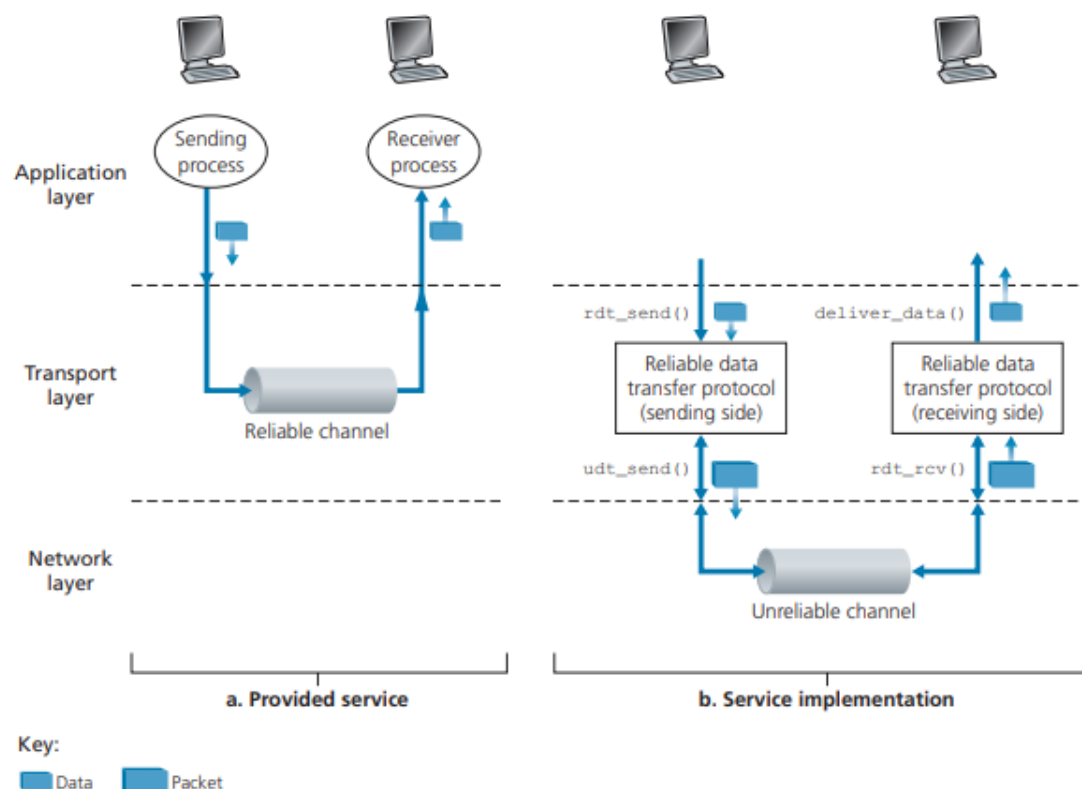 Sending
process
Receiver
process
Application
layer
rdt_send()
deliver_data()
Transport
layer
Reliable data
transfer protocol
(sending side)
Reliable data
transfer protocol
(receiving side)
Reliable channel
udt_send()
rdt_rcv()
Network
layer
Unreliable channel
a. Provided service
b. Service implementation
Key:
Data
Packet